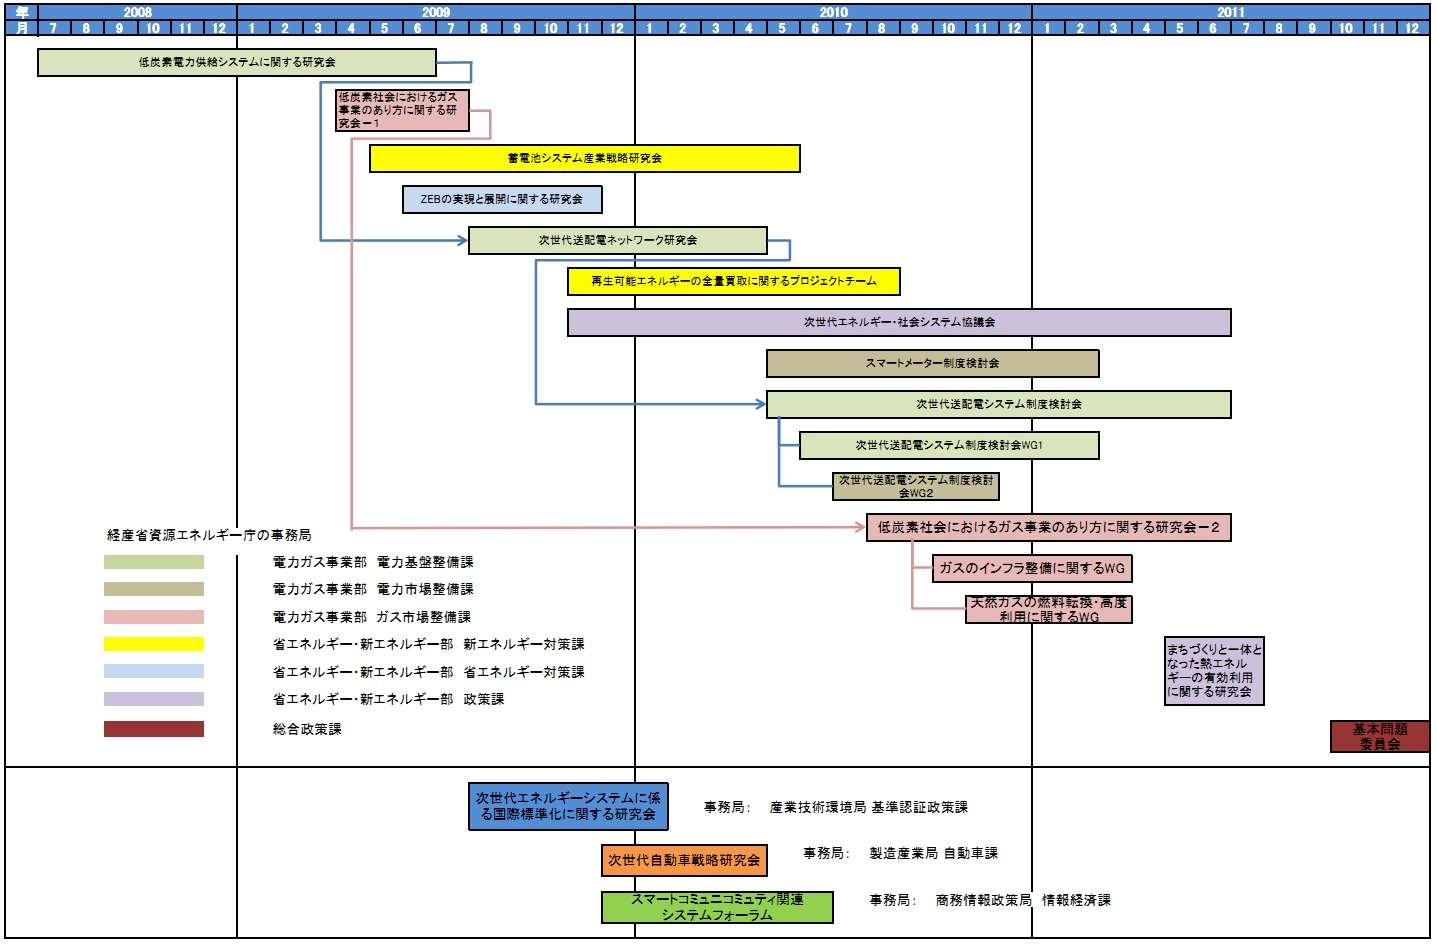 年 2008 2009 2010 2011
月 7 8 9 10 11 12 1 2 3 4 5 6 7 8 9 10 11 12 1 2 3 4 5 6 7 8 9 10 11 12 1 2 3 4 5 6 7 8 9 10 11 12
低炭素電力供給システムに関する研究会
低炭素社会におけるガス
事業のあり方に関する研
究会－１
蓄電池システム産業戦略研究会
ZEBの実現と展開に関する研究会
次世代送配電ネットワーク研究会
再生可能エネルギーの全量買取に関するプロジェクトチーム
次世代エネルギー・社会システム協議会
スマートメーター制度検討会
次世代送配電システム制度検討会
次世代送配電システム制度検討会WG1
次世代送配電システム制度検討
会WG２
低炭素社会におけるガス事業のあり方に関する研究会－２
ガスのインフラ整備に関するWG
天然ガスの燃料転換・高度
利用に関するWG
まちづくりと一体と
なった熱エネル
ギーの有効利用
に関する研究会
基本問題
委員会
経産省資源エネルギー庁の事務局
電力ガス事業部 電力基盤整備課
電力ガス事業部 電力市場整備課
電力ガス事業部 ガス市場整備課
省エネルギー・新エネルギー部 新エネルギー対策課
省エネルギー・新エネルギー部 省エネルギー対策課
省エネルギー・新エネルギー部 政策課
総合政策課
次世代エネルギーシステムに係
る国際標準化に関する研究会
事務局： 産業技術環境局 基準認証政策課
次世代自動車戦略研究会
事務局： 製造産業局 自動車課
スマートコミュニコミュティ関連
システムフォーラム
事務局： 商務情報政策局 情報経済課